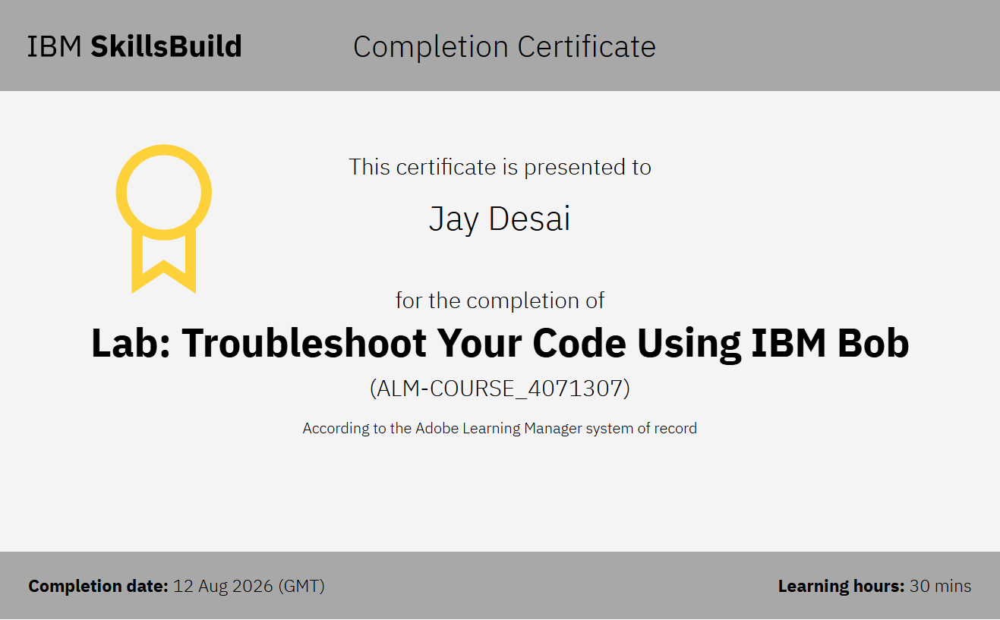 IBM SkillsBuild
Completion Certificate
This certificate is presented to
Jay Desai
for the completion of
Lab: Troubleshoot Your Code Using IBM Bob
(ALM-COURSE_4071307)
According to the Adobe Learning Manager system of record
Completion date: 12 Aug 2026 (GMT)
Learning hours: 30 mins